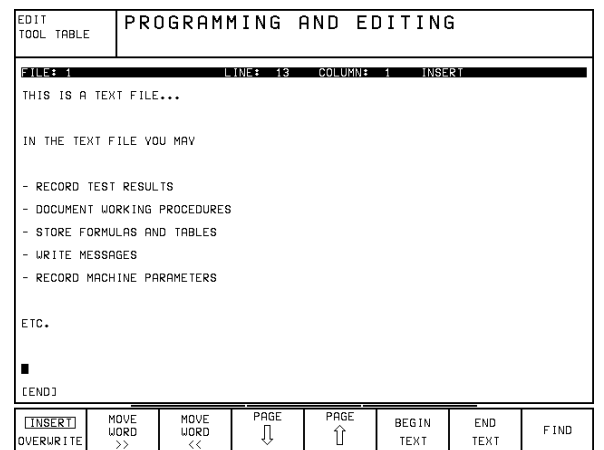 EDIT
TOOL TABLE
PROGRAMMING AND EDITING
FILE: 1 LINE: 13 COLUMN: 1 INSERT
THIS IS A TEXT FILE...
IN THE TEXT FILE YOU MAV
- RECORD TEST RESULTS
- DOCUMENT WORKING PROCEDURES
- STORE FORMULAS AND TABLES
- WRITE MESSAGES
- RECORD MACHINE PARAMETERS
ETC.
[END]
INSERT
OVERWRITE
MOVE
WORD
>>
MOVE
WORD
<<
PAGE
⇩
PAGE
⇧
BEGIN
TEXT
END
TEXT
FIND